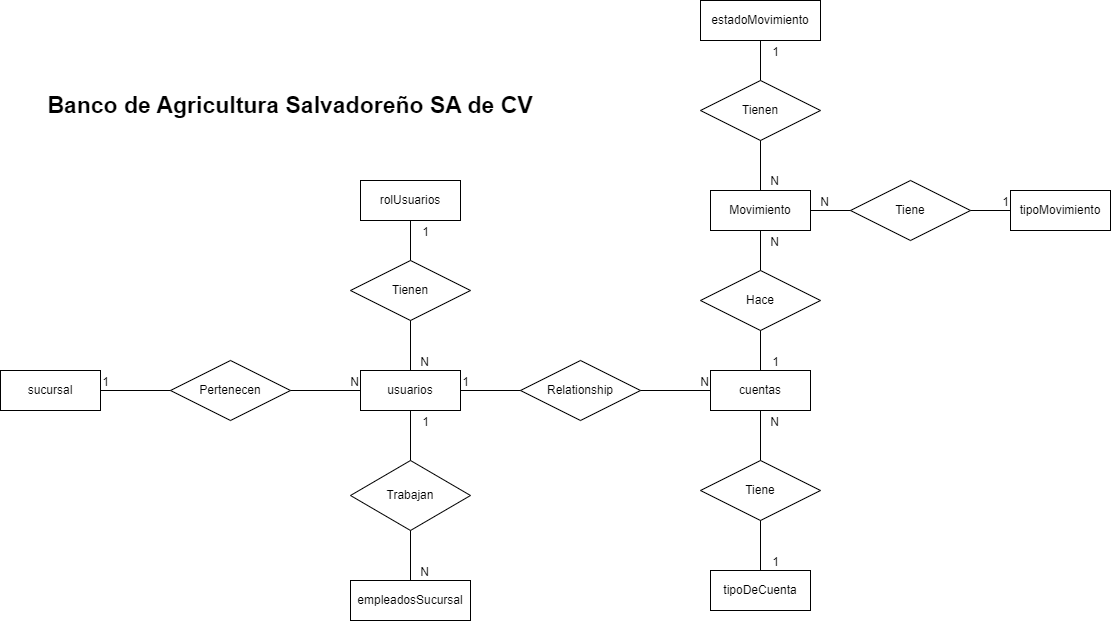 estadoMovimiento
1
Banco de Agricultura Salvadoreño SA de CV
Tienen
N
rolUsuarios
Movimiento
N
Tiene
1
tipoMovimiento
1
N
Tienen
Hace
N
1
sucursal
1
Pertenecen
N
usuarios
1
Relationship
N
cuentas
1
N
Trabajan
Tiene
N
1
empleadosSucursal
tipoDeCuenta